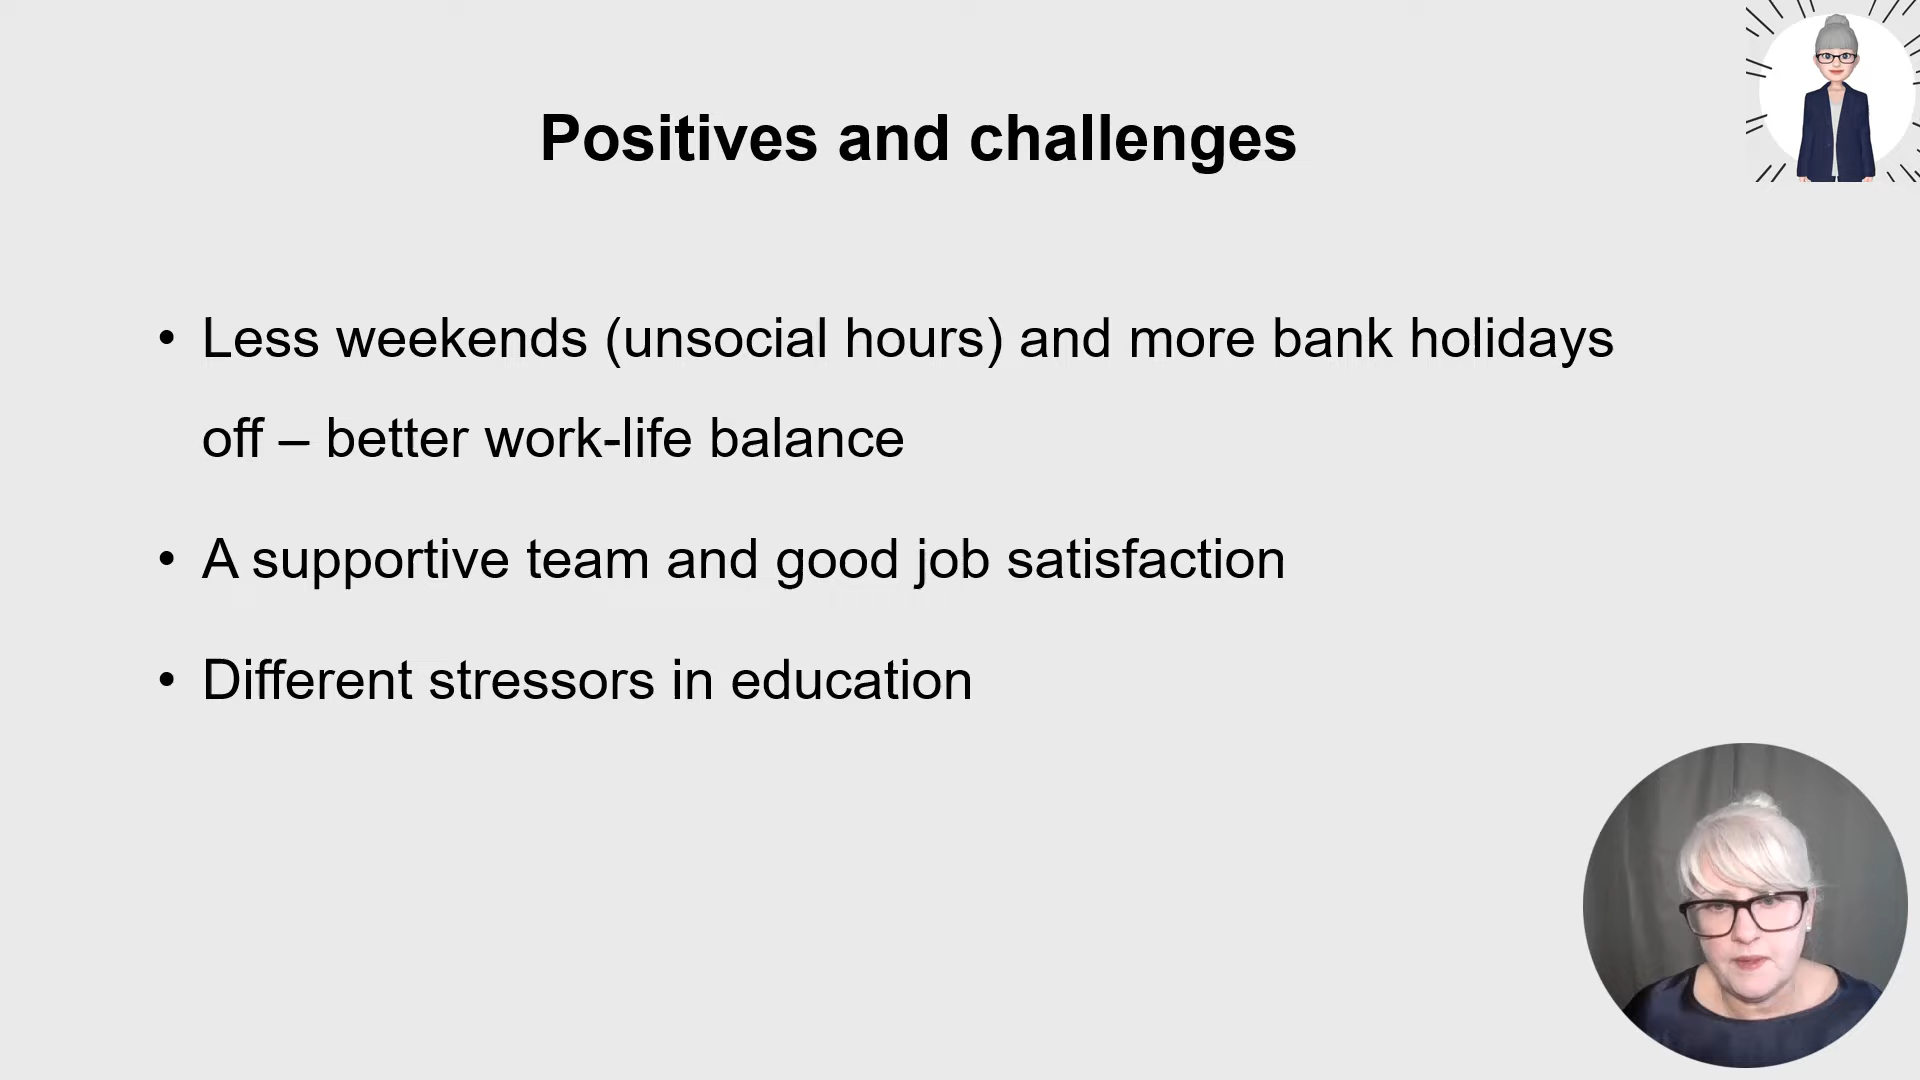 Positives and challenges
• Less weekends (unsocial hours) and more bank holidays
off – better work-life balance
• A supportive team and good job satisfaction
• Different stressors in education